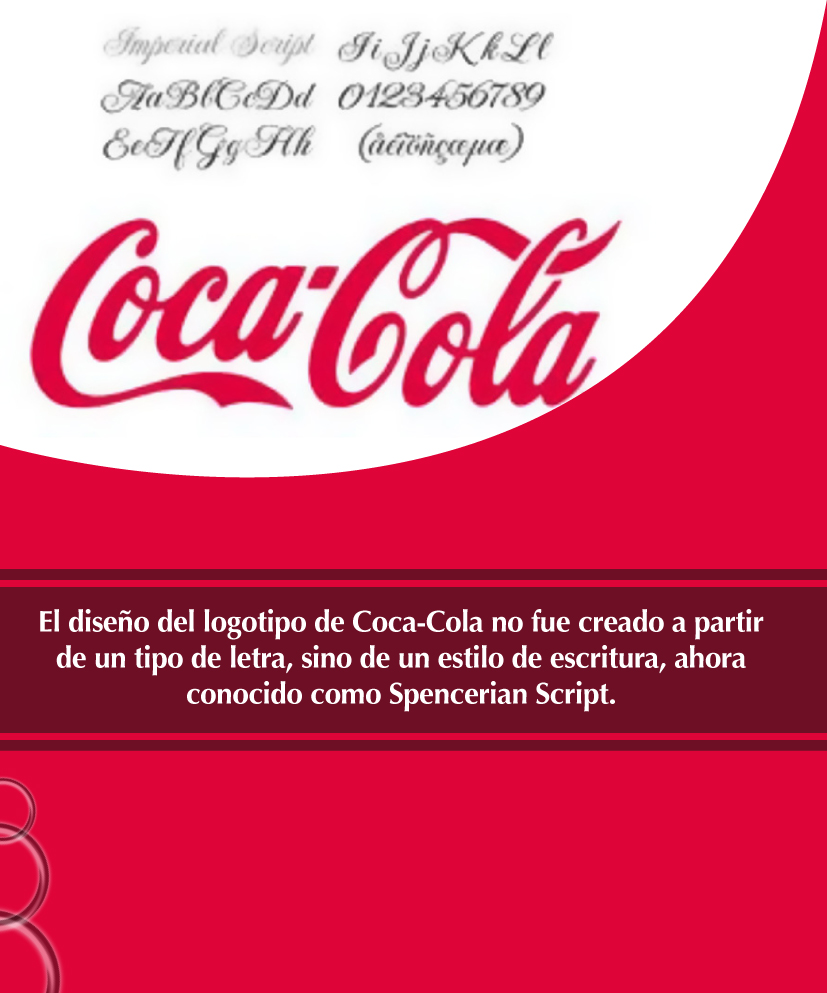 Imperial Script
AaBbCcDd
EeFfGgHh
IiJjKkLl
0123456789
(âêîöñçæµœ)
Coca-Cola
El diseño del logotipo de Coca-Cola no fue creado a partir
de un tipo de letra, sino de un estilo de escritura, ahora
conocido como Spencerian Script.